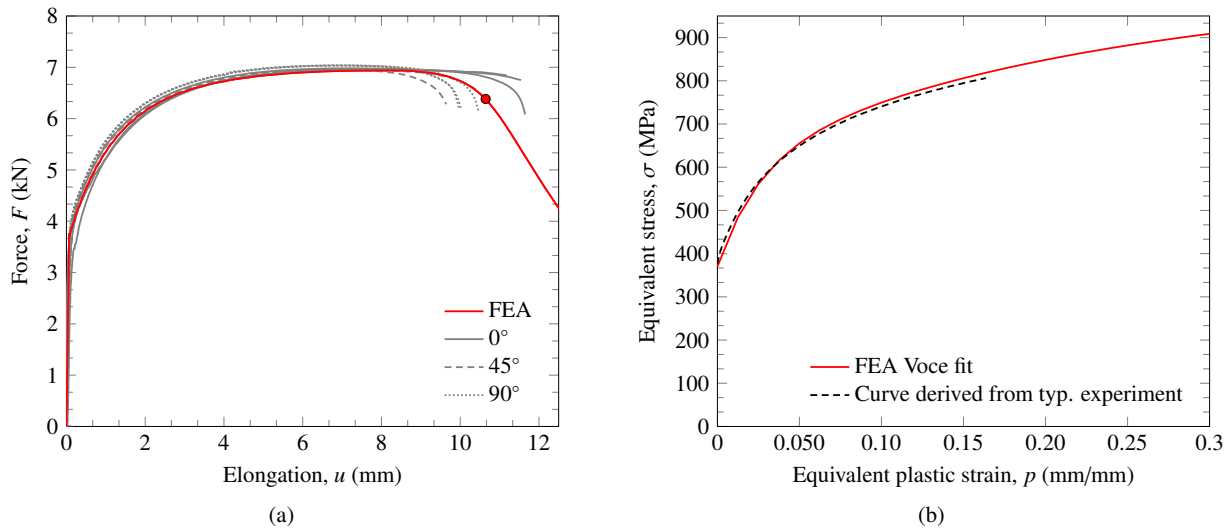 8
7
6
5
4
3
2
1
0
0 2 4 6 8 10 12
Force, F (kN)
Elongation, u (mm)
FEA
0°
45°
90°
(a)
900
800
700
600
500
400
300
200
100
0
0 0.050 0.10 0.15 0.20 0.25 0.3
Equivalent stress, σ (MPa)
Equivalent plastic strain, p (mm/mm)
FEA Voce fit
Curve derived from typ. experiment
(b)